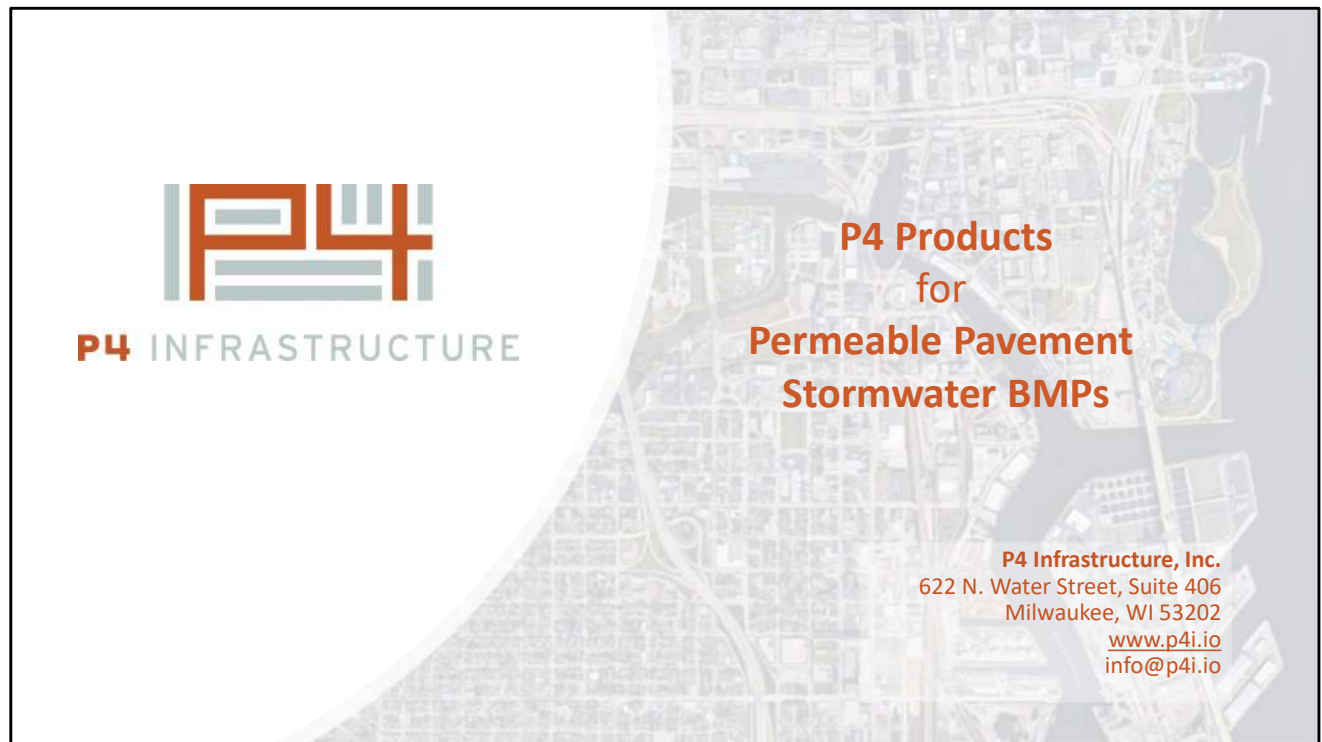 P4
P4 INFRASTRUCTURE
P4 Products
for
Permeable Pavement
Stormwater BMPs
P4 Infrastructure, Inc.
622 N. Water Street, Suite 406
Milwaukee, WI 53202
www.p4i.io
info@p4i.io